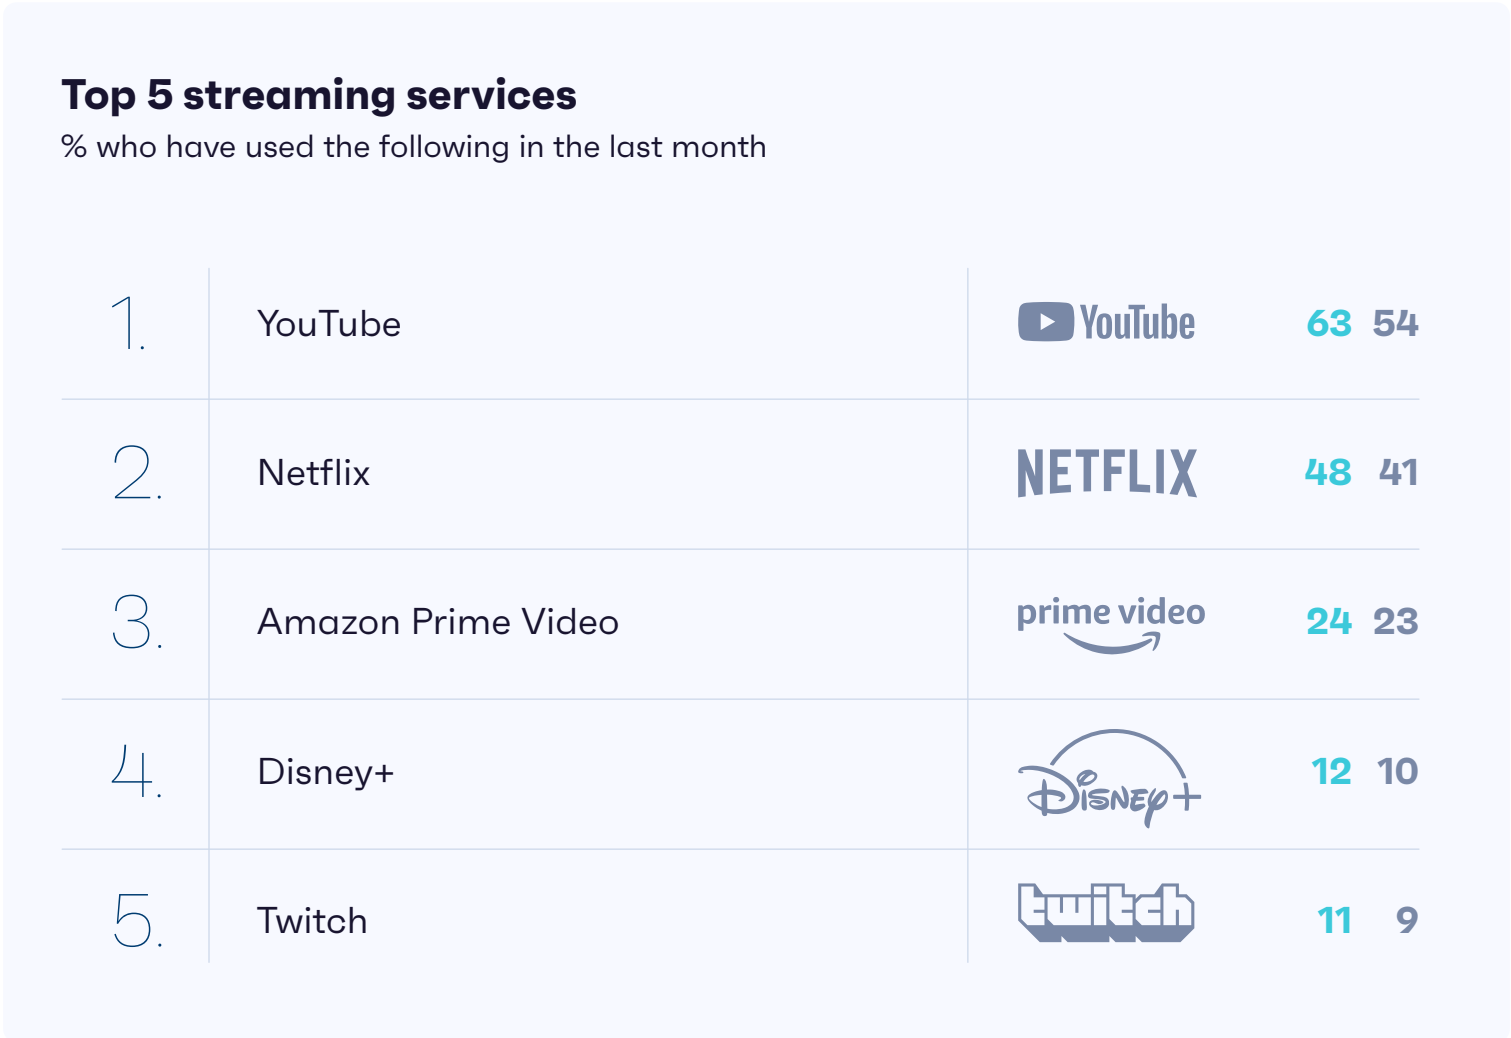 Top 5 streaming services
% who have used the following in the last month
1. YouTube YouTube 63 54
2. Netflix NETFLIX 48 41
3. Amazon Prime Video prime video 24 23
4. Disney+ Disney+ 12 10
5. Twitch twitch 11 9